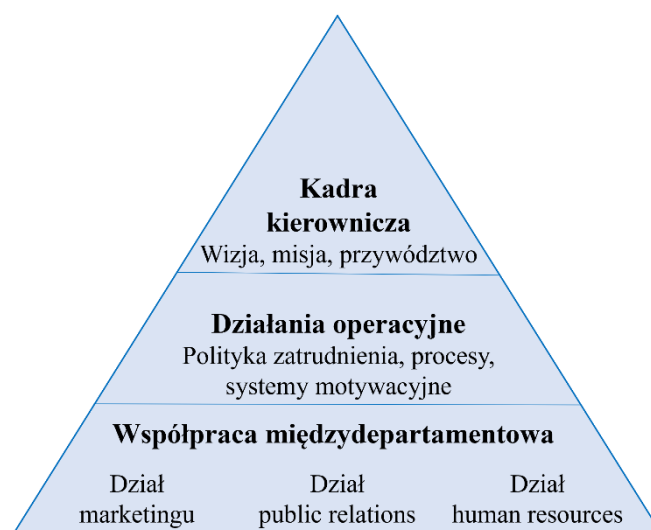 Kadra
kierownicza
Wizja, misja, przywództwo
Działania operacyjne
Polityka zatrudnienia, procesy,
systemy motywacyjne
Współpraca międzydepartamentowa
Dział
marketingu
Dział
public relations
Dział
human resources